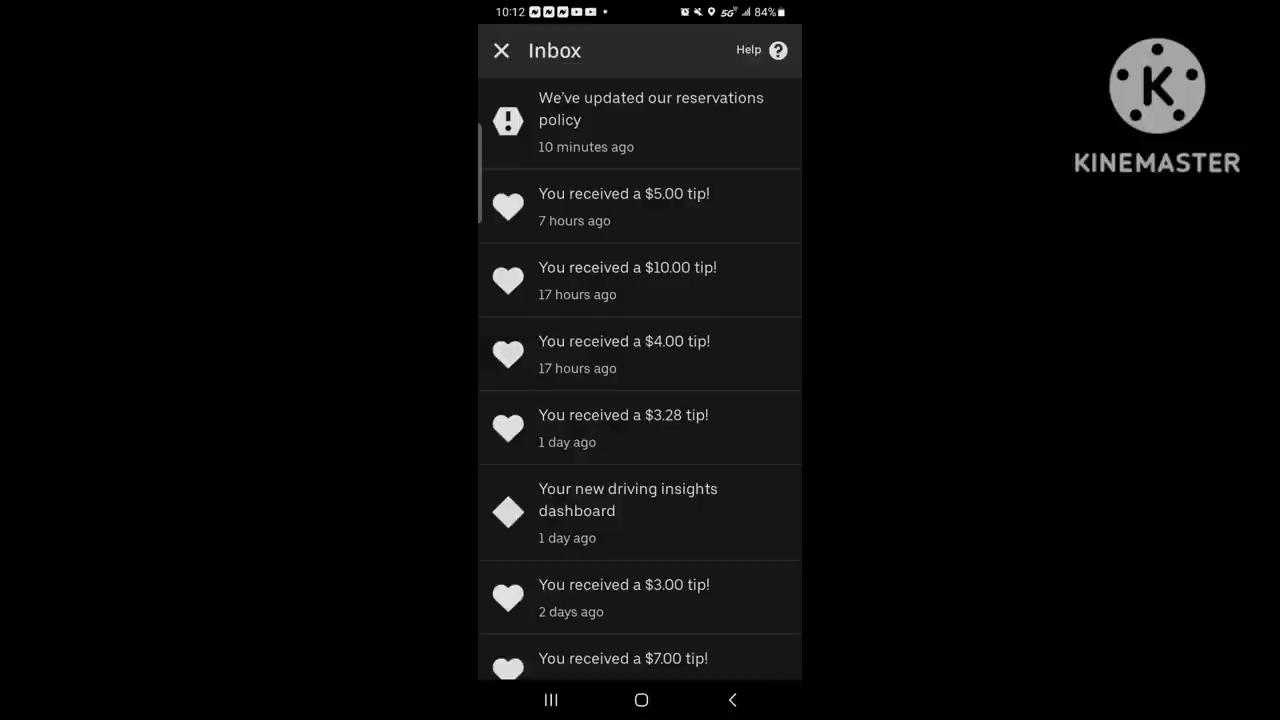 10:12
5G 84%
Inbox
Help ?
We've updated our reservations
policy
10 minutes ago
You received a $5.00 tip!
7 hours ago
You received a $10.00 tip!
17 hours ago
You received a $4.00 tip!
17 hours ago
You received a $3.28 tip!
1 day ago
Your new driving insights
dashboard
1 day ago
You received a $3.00 tip!
2 days ago
You received a $7.00 tip!
K
KINEMASTER